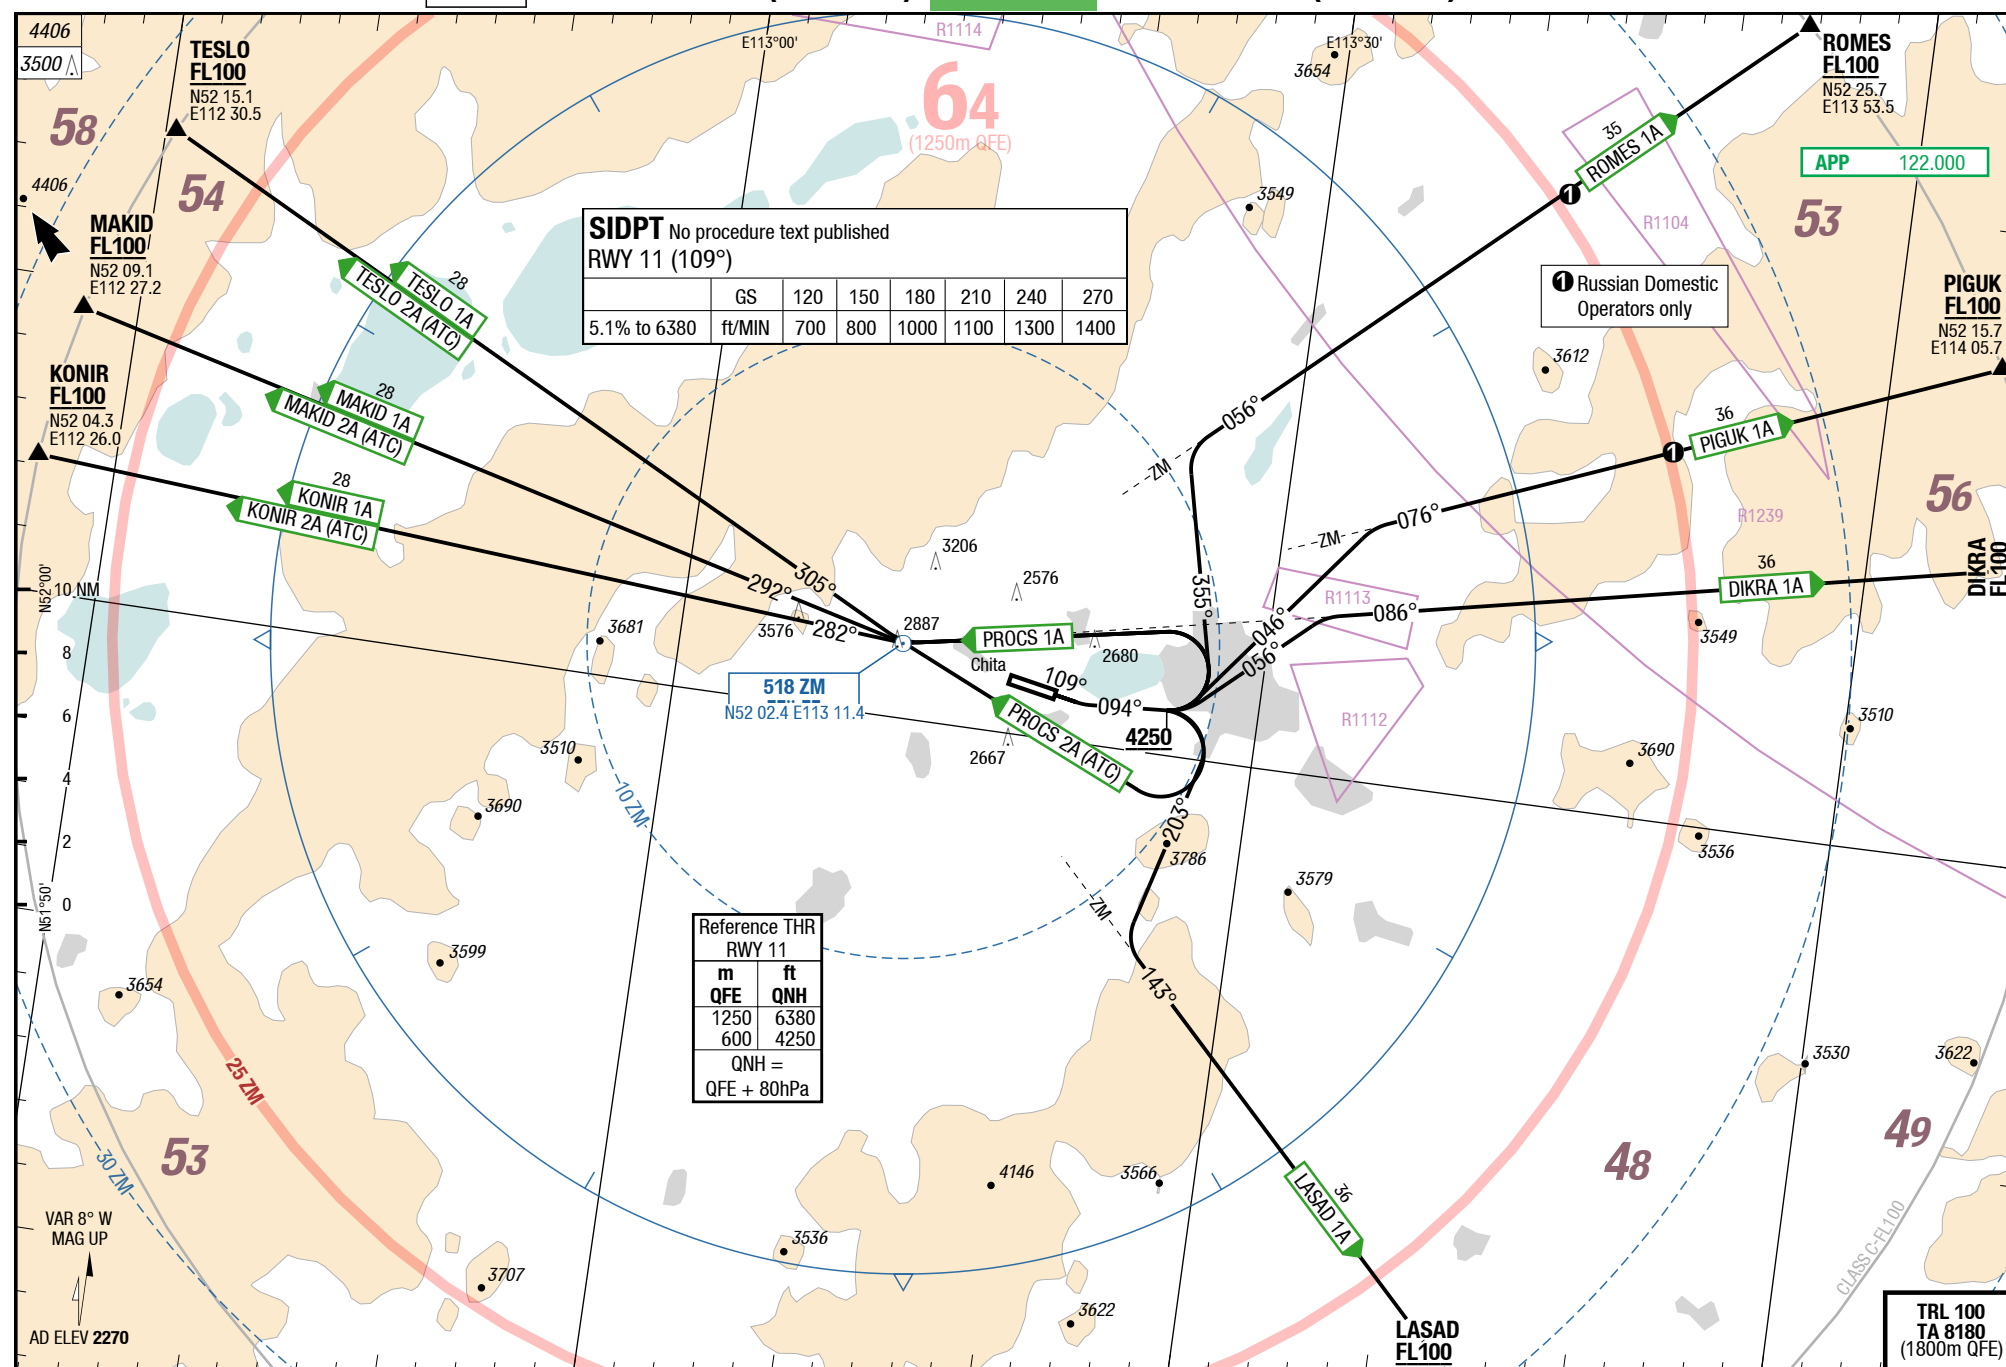 4406
3500
TESLO
FL100
N52 15.1
E112 30.5
58
54
4406
MAKID
FL100
N52 09.1
E112 27.2
KONIR
FL100
N52 04.3
E112 26.0
E113°00'
R1114
64
(1250m QFE)
E113°30'
3654
3549
ROMES
FL100
N52 25.7
E113 53.5
APP 122.000
53
35
ROMES 1A
1
R1104
1 Russian Domestic
Operators only
PIGUK
FL100
N52 15.7
E114 05.7
SIDPT No procedure text published
RWY 11 (109°)
GS 120 150 180 210 240 270
5.1% to 6380 ft/MIN 700 800 1000 1100 1300 1400
28
TESLO 1A
TESLO 2A (ATC)
28
MAKID 1A
MAKID 2A (ATC)
28
KONIR 1A
KONIR 2A (ATC)
3612
36
PIGUK 1A
1
056°
ZM
076°
ZM
56
R1239
DIKRA
FL100
36
DIKRA 1A
3549
N52°00'
10 NM
8
6
4
2
0
N51°50'
305°
292°
282°
3576
3681
3206
2576
2887
PROCS 1A
2680
Chita
109°
094°
4250
355°
046°
056°
086°
R1113
R1112
518 ZM
N52 02.4 E113 11.4
PROCS 2A (ATC)
2667
3510
3690
10 ZM
203°
3786
3579
3510
3690
3536
ZM
143°
3599
3654
Reference THR
RWY 11
m ft
QFE QNH
1250 6380
600 4250
QNH =
QFE + 80hPa
25 ZM
30 ZM
53
3530
3622
49
48
4146
3566
3536
3707
3622
36
LASAD 1A
LASAD
FL100
CLASS C-FL100
VAR 8° W
MAG UP
AD ELEV 2270
TRL 100
TA 8180
(1800m QFE)